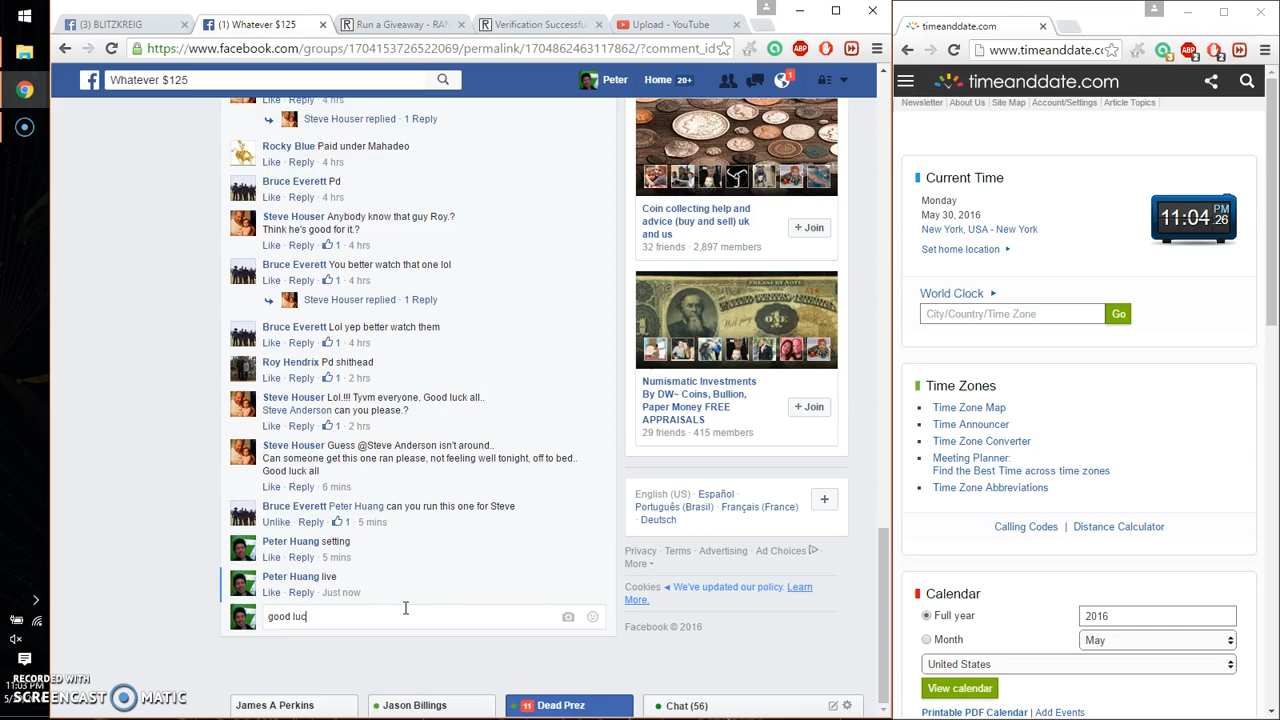 (3) BLITZKREIG
(1) Whatever $125
Run a Giveaway - RAN
Verification Successfu
Upload - YouTube
https://www.facebook.com/groups/1704153726522069/permalink/1704862463117862/?comment_id
Whatever $125
Peter
Home 20+
1
4 hrs
Steve Houser replied · 1 Reply
Rocky Blue Paid under Mahadeo
Like · Reply · 4 hrs
Bruce Everett Pd
Like · Reply · 4 hrs
Steve Houser Anybody know that guy Roy.?
Think he's good for it.?
Like · Reply · 1 · 4 hrs
Bruce Everett You better watch that one lol
Like · Reply · 1 · 4 hrs
Steve Houser replied · 1 Reply
Bruce Everett Lol yep better watch them
Like · Reply · 1 · 4 hrs
Roy Hendrix Pd shithead
Like · Reply · 1 · 2 hrs
Steve Houser Lol.!!! Tyvm everyone, Good luck all..
Steve Anderson can you please.?
Like · Reply · 1 · 2 hrs
Steve Houser Guess @Steve Anderson isn't around..
Can someone get this one ran please, not feeling well tonight, off to bed..
Good luck all
Like · Reply · 6 mins
Bruce Everett Peter Huang can you run this one for Steve
Unlike · Reply · 1 · 5 mins
Peter Huang setting
Like · Reply · 5 mins
Peter Huang live
Like · Reply · Just now
good luc
Coin collecting help and
advice (buy and sell) uk
and us
+ Join
32 friends · 2,897 members
Numismatic Investments
By DW~ Coins, Bullion,
Paper Money FREE
APPRAISALS
+ Join
29 friends · 415 members
English (US) · Español ·
Português (Brasil) · Français (France) ·
Deutsch
+
Privacy · Terms · Advertising · Ad Choices ·
More
Cookies ◄ We've updated our policy. Learn
More.
Facebook © 2016
James A Perkins
Jason Billings
11 Dead Prez
Chat (56)
RECORDED WITH
SCREENCAST MATIC
11:03 PM
timeanddate.com
www.timeanddate.cc
timeanddate.com
Newsletter | About Us | Site Map | Account/Settings | Article Topics
Current Time
Monday
May 30, 2016
New York, USA - New York
Set home location
11:04 PM 26
World Clock
City/Country/Time Zone
Go
Time Zones
Time Zone Map
Time Announcer
Time Zone Converter
Meeting Planner:
Find the Best Time across time zones
Time Zone Abbreviations
Calling Codes | Distance Calculator
Calendar
Full year
2016
Month
May
United States
View calendar
Printable PDF Calendar | Add Events